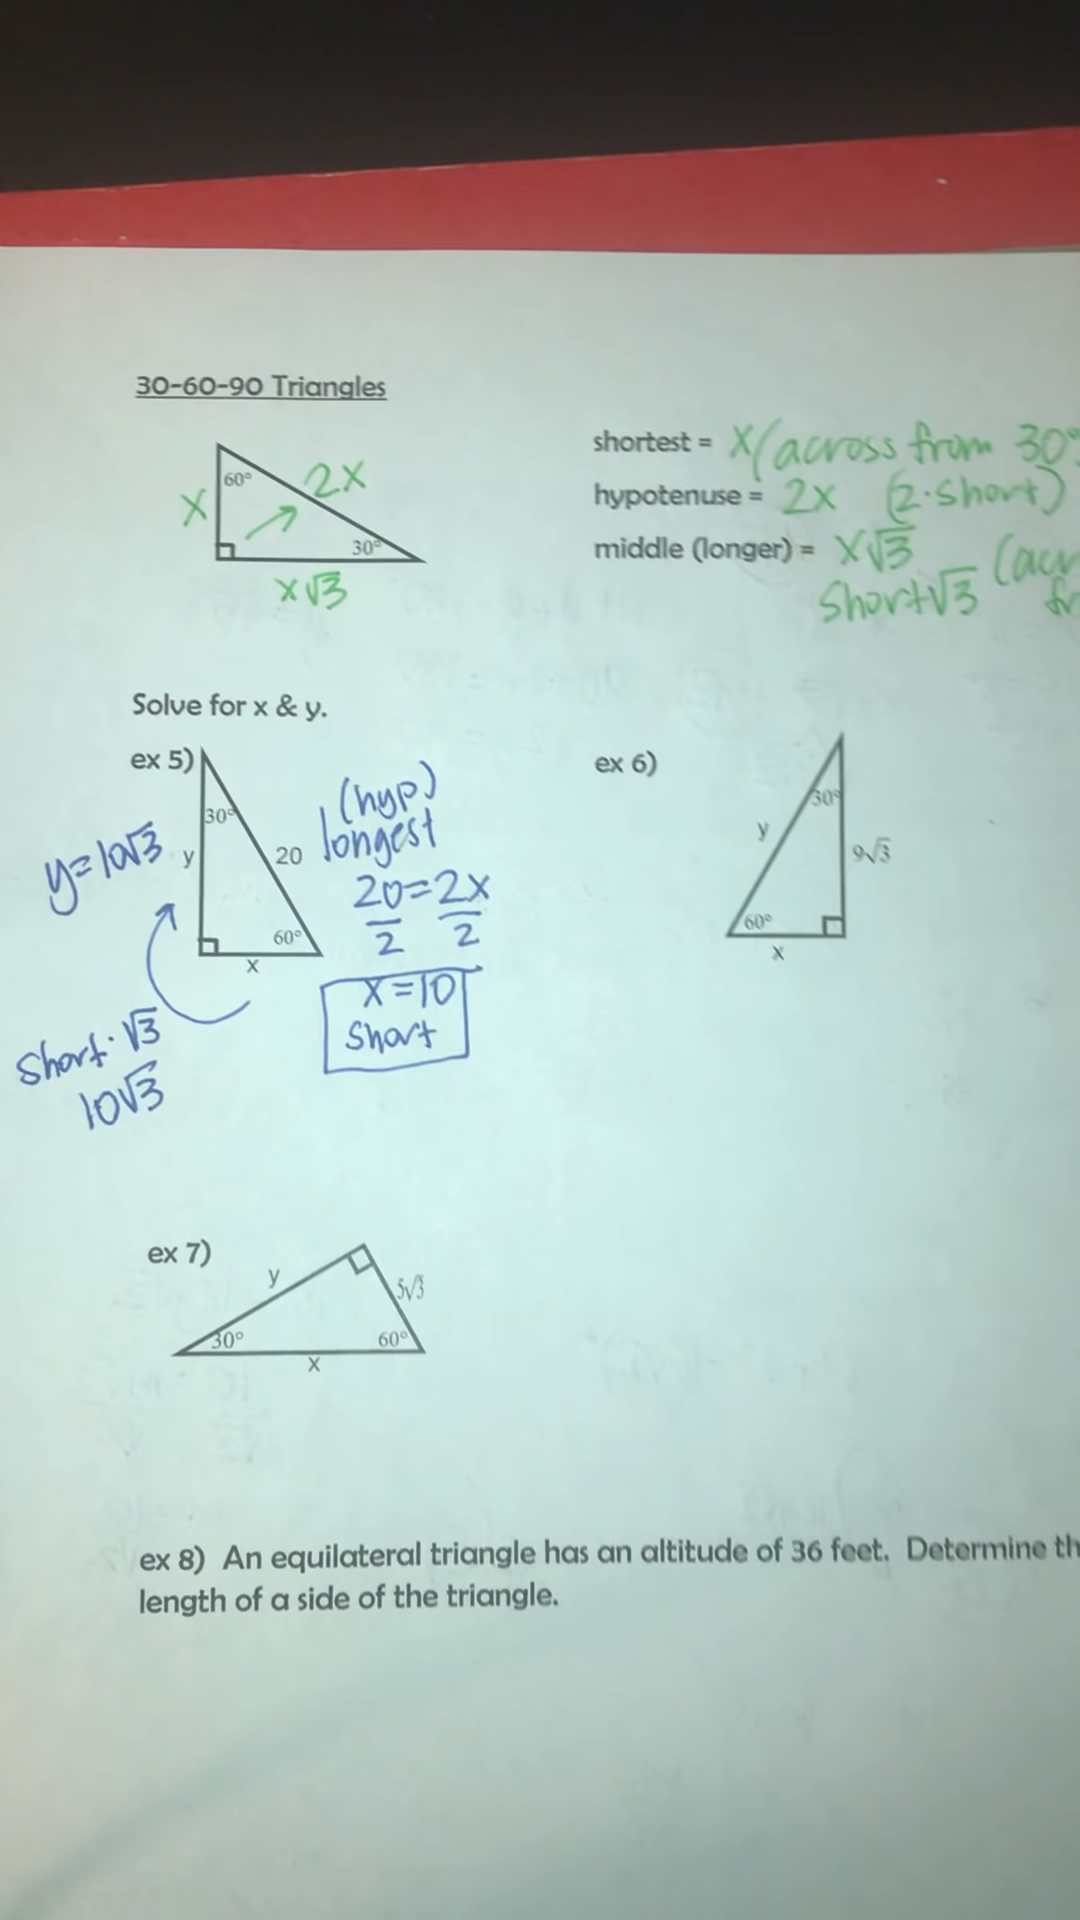 30-60-90 Triangles
60°
X
2X
30°
X√3
shortest = X (across from 30°
hypotenuse = 2X (2·short)
middle (longer) = X√3
Short√3
Solve for x & y.
ex 5)
30°
y=10√3
y
20
(hyp)
longest
20=2X
2 2
60°
x
X=10
Short
Short·√3
10√3
ex 6)
30°
y
9√3
60°
x
ex 7)
y
5√3
30°
60°
x
ex 8) An equilateral triangle has an altitude of 36 feet. Determine th
length of a side of the triangle.